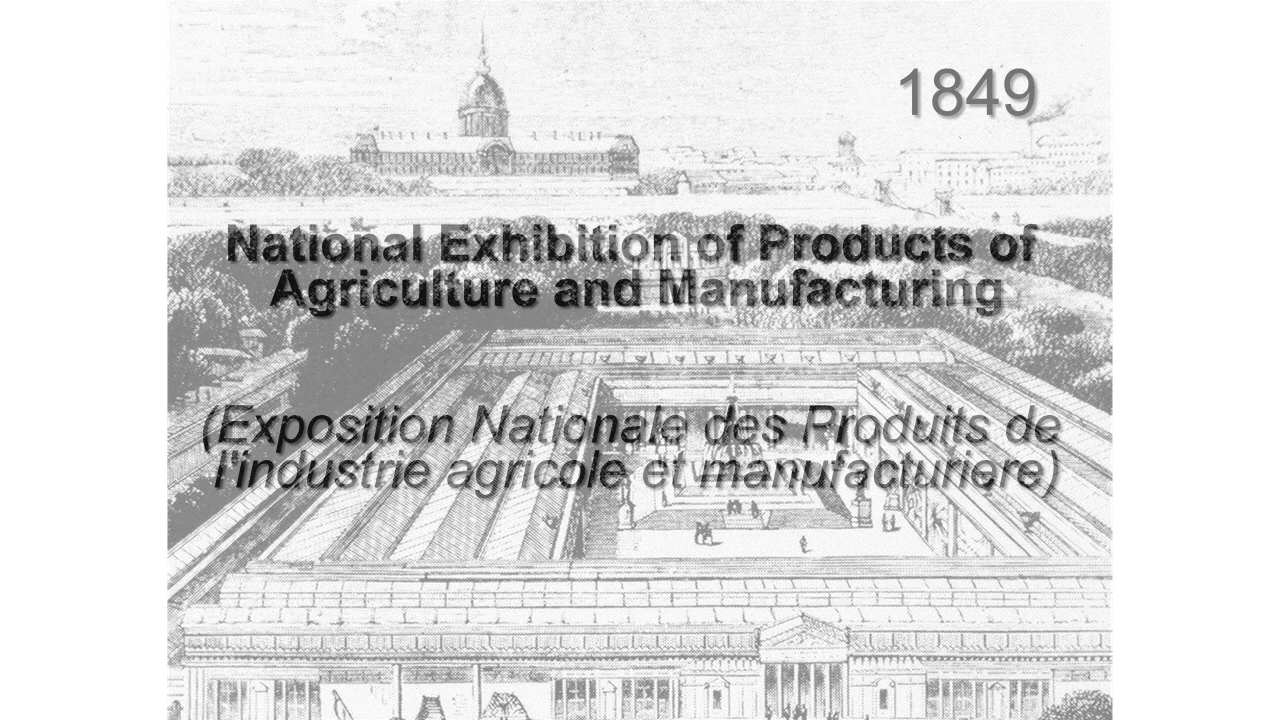 1849
National Exhibition of Products of
Agriculture and Manufacturing
(Exposition Nationale des Produits de
l'industrie agricole et manufacturiere)